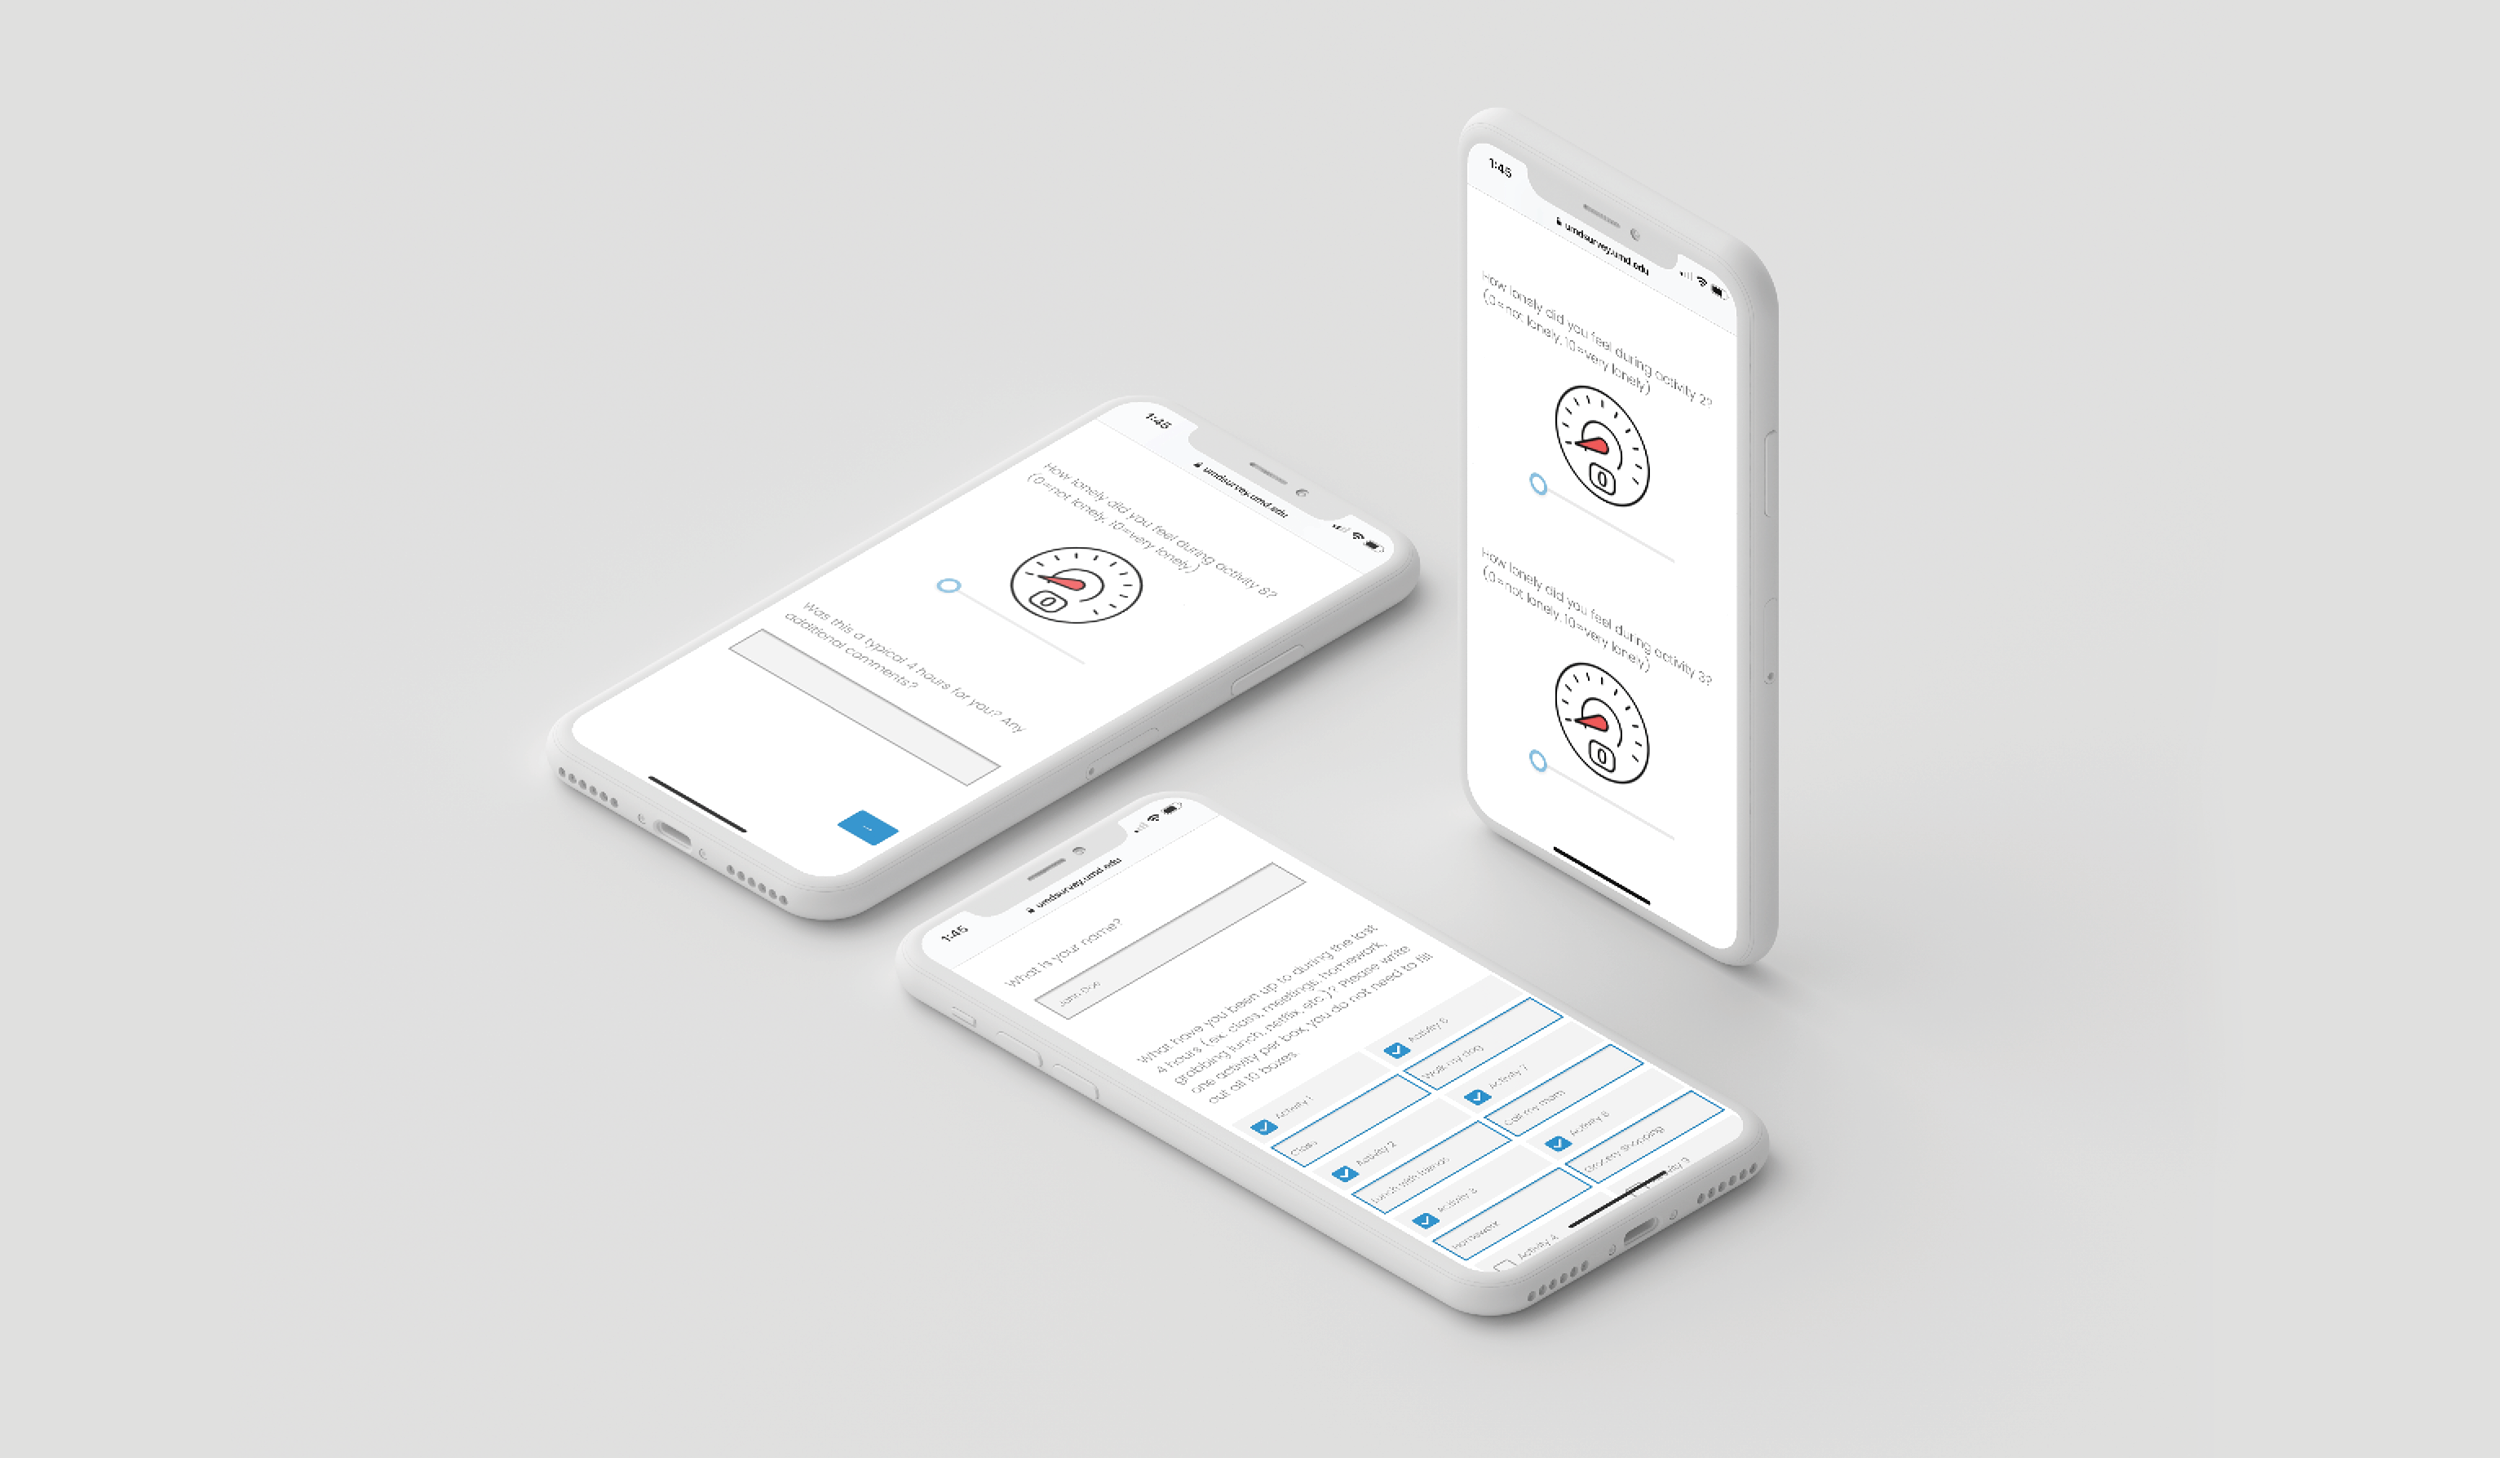 1:45
umdsurvey.umd.edu
How lonely did you feel during activity 8?
(0=not lonely, 10=very lonely)
0
Was this a typical 4 hours for you? Any
additional comments?
→
1:45
umdsurvey.umd.edu
How lonely did you feel during activity 2?
(0=not lonely, 10=very lonely)
0
How lonely did you feel during activity 3?
(0=not lonely, 10=very lonely)
0
1:45
umdsurvey.umd.edu
What is your name?
Jane Doe
What have you been up to during the last
4 hours (ex. class, meetings, homework,
grabbing lunch, netflix, etc.)? Please write
one activity per box, you do not need to fill
out all 10 boxes
Activity 1
Class
Activity 2
Lunch with friends
Activity 3
Homework
Activity 4
Activity 6
Walk my dog
Activity 7
Call my mom
Activity 8
Grocery shopping